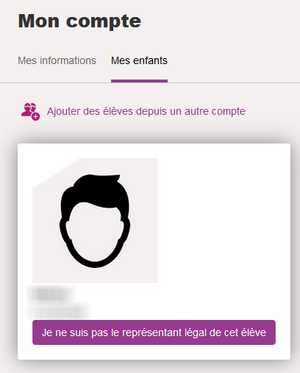 Mon compte
Mes informations Mes enfants
Ajouter des élèves depuis un autre compte
Je ne suis pas le représentant légal de cet élève